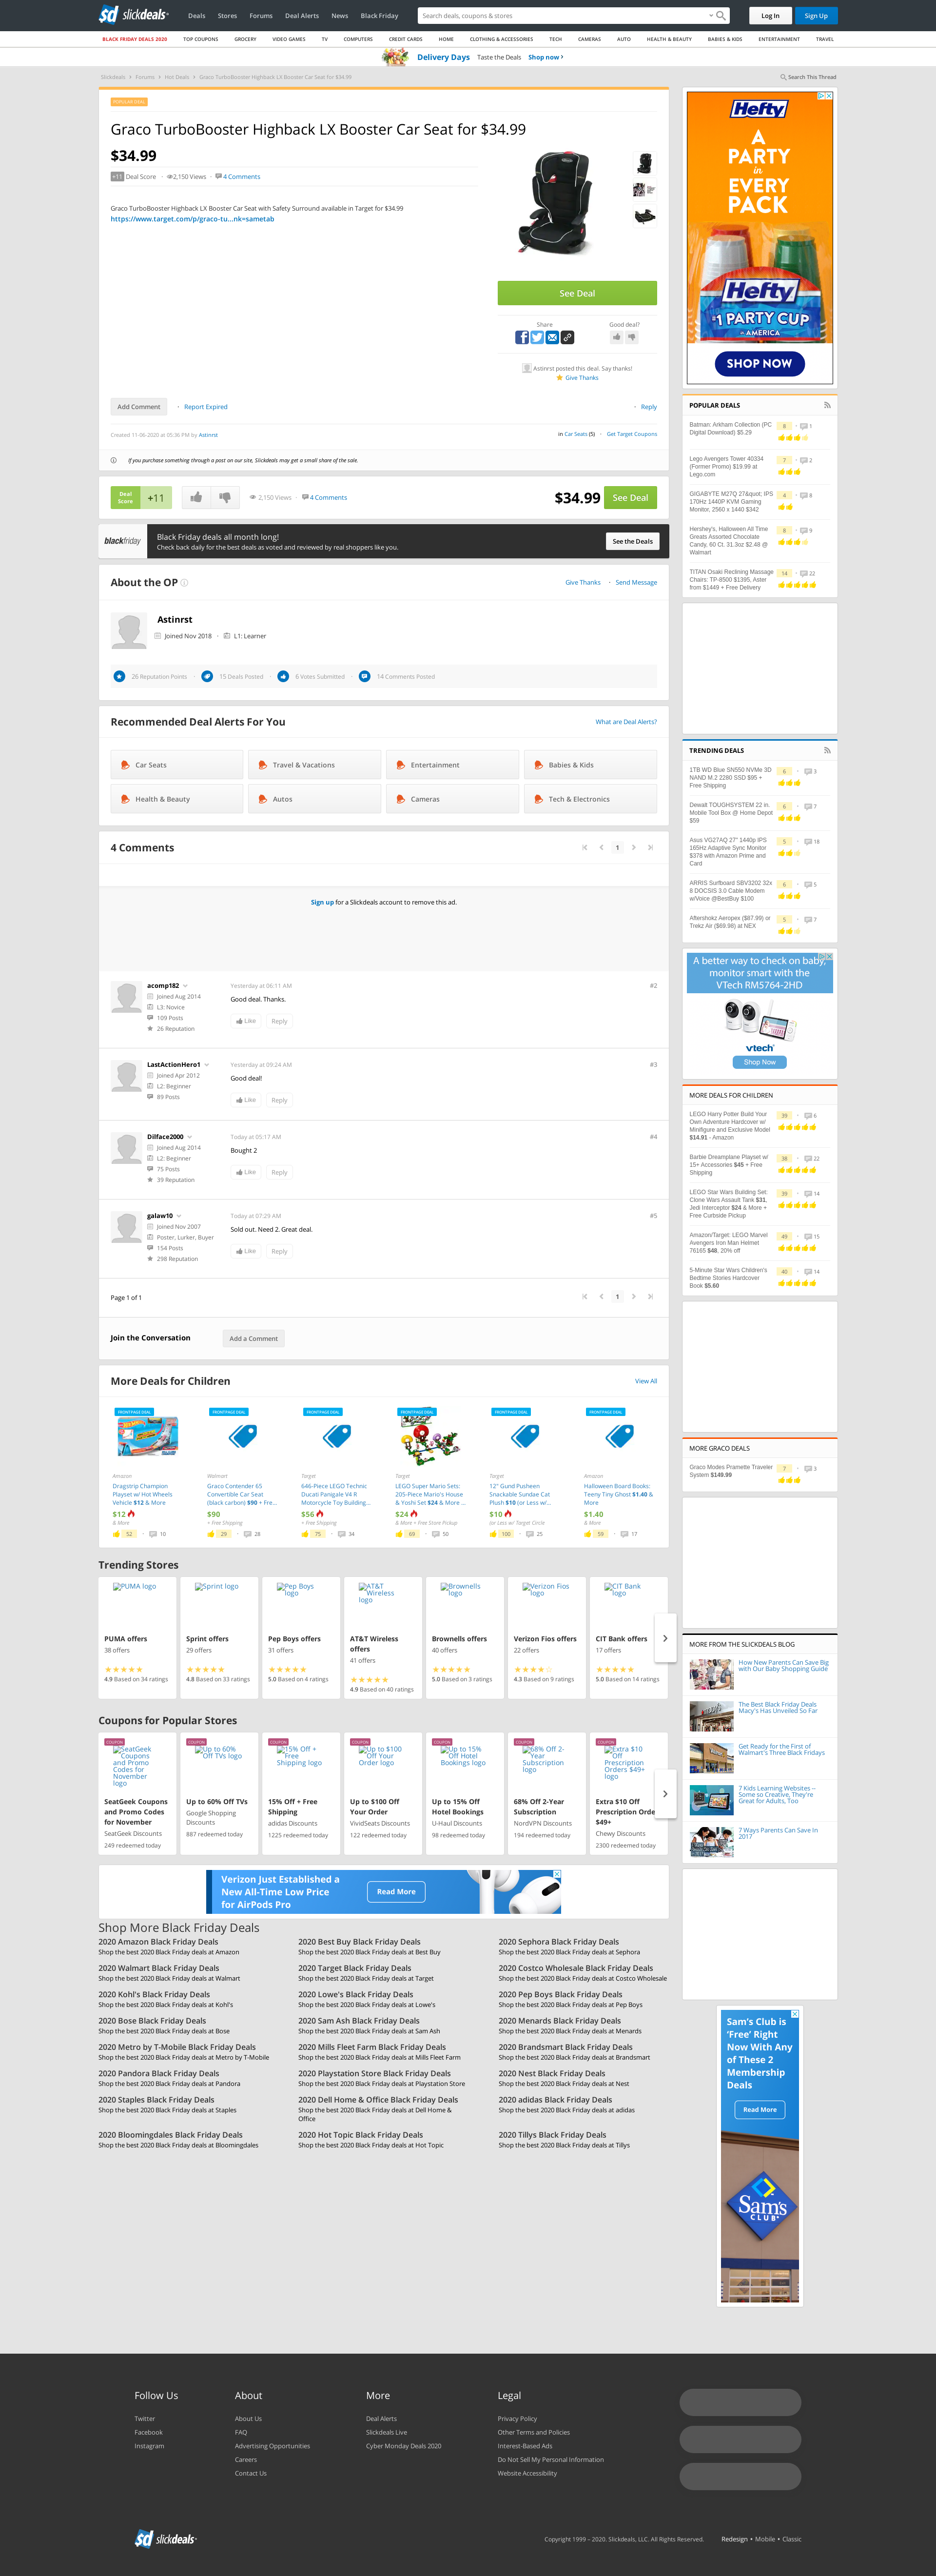 slickdeals
Deals
Stores
Forums
Deal Alerts
News
Black Friday
Search deals, coupons & stores
Log In
Sign Up
BLACK FRIDAY DEALS 2020
TOP COUPONS
GROCERY
VIDEO GAMES
TV
COMPUTERS
CREDIT CARDS
HOME
CLOTHING & ACCESSORIES
TECH
CAMERAS
AUTO
HEALTH & BEAUTY
BABIES & KIDS
ENTERTAINMENT
TRAVEL
Delivery Days Taste the Deals Shop now
Slickdeals
Forums
Hot Deals
Graco TurboBooster Highback LX Booster Car Seat for $34.99
Search This Thread
POPULAR DEAL
Graco TurboBooster Highback LX Booster Car Seat for $34.99
$34.99
+11 Deal Score
2,150 Views
4 Comments
Graco TurboBooster Highback LX Booster Car Seat with Safety Surround available in Target for $34.99
https://www.target.com/p/graco-tu...nk=sametab
See Deal
Share
Good deal?
Astinrst posted this deal. Say thanks!
Give Thanks
Add Comment
Report Expired
Reply
Created 11-06-2020 at 05:36 PM by Astinrst
in Car Seats (5)
Get Target Coupons
If you purchase something through a post on our site, Slickdeals may get a small share of the sale.
Deal Score
+11
2,150 Views
4 Comments
$34.99
See Deal
blackfriday
Black Friday deals all month long!
Check back daily for the best deals as voted and reviewed by real shoppers like you.
See the Deals
About the OP
Give Thanks
Send Message
Astinrst
Joined Nov 2018
L1: Learner
26 Reputation Points
15 Deals Posted
6 Votes Submitted
14 Comments Posted
Recommended Deal Alerts For You
What are Deal Alerts?
Car Seats
Travel & Vacations
Entertainment
Babies & Kids
Health & Beauty
Autos
Cameras
Tech & Electronics
4 Comments
1
Sign up for a Slickdeals account to remove this ad.
acomp182
Joined Aug 2014
L3: Novice
109 Posts
26 Reputation
Yesterday at 06:11 AM
#2
Good deal. Thanks.
Like
Reply
LastActionHero1
Joined Apr 2012
L2: Beginner
89 Posts
Yesterday at 09:24 AM
#3
Good deal!
Like
Reply
Dilface2000
Joined Aug 2014
L2: Beginner
75 Posts
39 Reputation
Today at 05:17 AM
#4
Bought 2
Like
Reply
galaw10
Joined Nov 2007
Poster, Lurker, Buyer
154 Posts
298 Reputation
Today at 07:29 AM
#5
Sold out. Need 2. Great deal.
Like
Reply
Page 1 of 1
1
Join the Conversation
Add a Comment
More Deals for Children
View All
FRONTPAGE DEAL
Amazon
Dragstrip Champion Playset w/ Hot Wheels Vehicle $12 & More
$12
& More
52
10
FRONTPAGE DEAL
Walmart
Graco Contender 65 Convertible Car Seat (black carbon) $90 + Fre...
$90
+ Free Shipping
29
28
FRONTPAGE DEAL
Target
646-Piece LEGO Technic Ducati Panigale V4 R Motorcycle Toy Building...
$56
+ Free Shipping
75
34
FRONTPAGE DEAL
Target
LEGO Super Mario Sets: 205-Piece Mario's House & Yoshi Set $24 & More ...
$24
& More + Free Store Pickup
69
50
FRONTPAGE DEAL
Target
12" Gund Pusheen Snackable Sundae Cat Plush $10 (or Less w/...
$10
(or Less w/ Target Circle
100
25
FRONTPAGE DEAL
Amazon
Halloween Board Books: Teeny Tiny Ghost $1.40 & More
$1.40
& More
59
17
Trending Stores
PUMA logo
PUMA offers
38 offers
4.9 Based on 34 ratings
Sprint logo
Sprint offers
29 offers
4.8 Based on 33 ratings
Pep Boys logo
Pep Boys offers
31 offers
5.0 Based on 4 ratings
AT&T Wireless logo
AT&T Wireless offers
41 offers
4.9 Based on 40 ratings
Brownells logo
Brownells offers
40 offers
5.0 Based on 3 ratings
Verizon Fios logo
Verizon Fios offers
22 offers
4.3 Based on 9 ratings
CIT Bank logo
CIT Bank offers
17 offers
5.0 Based on 14 ratings
Coupons for Popular Stores
COUPON
SeatGeek Coupons and Promo Codes for November logo
SeatGeek Coupons and Promo Codes for November
SeatGeek Discounts
249 redeemed today
COUPON
Up to 60% Off TVs logo
Up to 60% Off TVs
Google Shopping Discounts
887 redeemed today
COUPON
15% Off + Free Shipping logo
15% Off + Free Shipping
adidas Discounts
1225 redeemed today
COUPON
Up to $100 Off Your Order logo
Up to $100 Off Your Order
VividSeats Discounts
122 redeemed today
COUPON
Up to 15% Off Hotel Bookings logo
Up to 15% Off Hotel Bookings
U-Haul Discounts
98 redeemed today
COUPON
68% Off 2-Year Subscription logo
68% Off 2-Year Subscription
NordVPN Discounts
194 redeemed today
COUPON
Extra $10 Off Prescription Orders $49+ logo
Extra $10 Off Prescription Orde $49+
Chewy Discounts
2300 redeemed today
Verizon Just Established a New All-Time Low Price for AirPods Pro
Read More
Shop More Black Friday Deals
2020 Amazon Black Friday Deals
Shop the best 2020 Black Friday deals at Amazon
2020 Best Buy Black Friday Deals
Shop the best 2020 Black Friday deals at Best Buy
2020 Sephora Black Friday Deals
Shop the best 2020 Black Friday deals at Sephora
2020 Walmart Black Friday Deals
Shop the best 2020 Black Friday deals at Walmart
2020 Target Black Friday Deals
Shop the best 2020 Black Friday deals at Target
2020 Costco Wholesale Black Friday Deals
Shop the best 2020 Black Friday deals at Costco Wholesale
2020 Kohl's Black Friday Deals
Shop the best 2020 Black Friday deals at Kohl's
2020 Lowe's Black Friday Deals
Shop the best 2020 Black Friday deals at Lowe's
2020 Pep Boys Black Friday Deals
Shop the best 2020 Black Friday deals at Pep Boys
2020 Bose Black Friday Deals
Shop the best 2020 Black Friday deals at Bose
2020 Sam Ash Black Friday Deals
Shop the best 2020 Black Friday deals at Sam Ash
2020 Menards Black Friday Deals
Shop the best 2020 Black Friday deals at Menards
2020 Metro by T-Mobile Black Friday Deals
Shop the best 2020 Black Friday deals at Metro by T-Mobile
2020 Mills Fleet Farm Black Friday Deals
Shop the best 2020 Black Friday deals at Mills Fleet Farm
2020 Brandsmart Black Friday Deals
Shop the best 2020 Black Friday deals at Brandsmart
2020 Pandora Black Friday Deals
Shop the best 2020 Black Friday deals at Pandora
2020 Playstation Store Black Friday Deals
Shop the best 2020 Black Friday deals at Playstation Store
2020 Nest Black Friday Deals
Shop the best 2020 Black Friday deals at Nest
2020 Staples Black Friday Deals
Shop the best 2020 Black Friday deals at Staples
2020 Dell Home & Office Black Friday Deals
Shop the best 2020 Black Friday deals at Dell Home & Office
2020 adidas Black Friday Deals
Shop the best 2020 Black Friday deals at adidas
2020 Bloomingdales Black Friday Deals
Shop the best 2020 Black Friday deals at Bloomingdales
2020 Hot Topic Black Friday Deals
Shop the best 2020 Black Friday deals at Hot Topic
2020 Tillys Black Friday Deals
Shop the best 2020 Black Friday deals at Tillys
Hefty
A PARTY in EVERY PACK
Hefty
#1 PARTY CUP in AMERICA
SHOP NOW
POPULAR DEALS
Batman: Arkham Collection (PC Digital Download) $5.29
8
1
Lego Avengers Tower 40334 (Former Promo) $19.99 at Lego.com
7
2
GIGABYTE M27Q 27&quot; IPS 170Hz 1440P KVM Gaming Monitor, 2560 x 1440 $342
4
8
Hershey's, Halloween All Time Greats Assorted Chocolate Candy, 60 Ct. 31.3oz $2.48 @ Walmart
8
9
TITAN Osaki Reclining Massage Chairs: TP-8500 $1395, Aster from $1449 + Free Delivery
14
22
TRENDING DEALS
1TB WD Blue SN550 NVMe 3D NAND M.2 2280 SSD $95 + Free Shipping
6
3
Dewalt TOUGHSYSTEM 22 in. Mobile Tool Box @ Home Depot $59
6
7
Asus VG27AQ 27" 1440p IPS 165Hz Adaptive Sync Monitor $378 with Amazon Prime and Card
5
18
ARRIS Surfboard SBV3202 32x 8 DOCSIS 3.0 Cable Modem w/Voice @BestBuy $100
6
5
Aftershokz Aeropex ($87.99) or Trekz Air ($69.98) at NEX
5
7
A better way to check on baby, monitor smart with the VTech RM5764-2HD
vtech
Shop Now
MORE DEALS FOR CHILDREN
LEGO Harry Potter Build Your Own Adventure Hardcover w/ Minifigure and Exclusive Model $14.91 - Amazon
39
6
Barbie Dreamplane Playset w/ 15+ Accessories $45 + Free Shipping
38
22
LEGO Star Wars Building Set: Clone Wars Assault Tank $31, Jedi Interceptor $24 & More + Free Curbside Pickup
39
14
Amazon/Target: LEGO Marvel Avengers Iron Man Helmet 76165 $48, 20% off
49
15
5-Minute Star Wars Children's Bedtime Stories Hardcover Book $5.60
40
14
MORE GRACO DEALS
Graco Modes Pramette Traveler System $149.99
7
3
MORE FROM THE SLICKDEALS BLOG
How New Parents Can Save Big with Our Baby Shopping Guide
The Best Black Friday Deals Macy's Has Unveiled So Far
Get Ready for the First of Walmart's Three Black Fridays
7 Kids Learning Websites -- Some so Creative, They're Great for Adults, Too
7 Ways Parents Can Save In 2017
Sam's Club is 'Free' Right Now With Any of These 2 Membership Deals
Read More
Sam's CLUB
Follow Us
Twitter
Facebook
Instagram
About
About Us
FAQ
Advertising Opportunities
Careers
Contact Us
More
Deal Alerts
Slickdeals Live
Cyber Monday Deals 2020
Legal
Privacy Policy
Other Terms and Policies
Interest-Based Ads
Do Not Sell My Personal Information
Website Accessibility
slickdeals
Copyright 1999 – 2020. Slickdeals, LLC. All Rights Reserved.
Redesign • Mobile • Classic